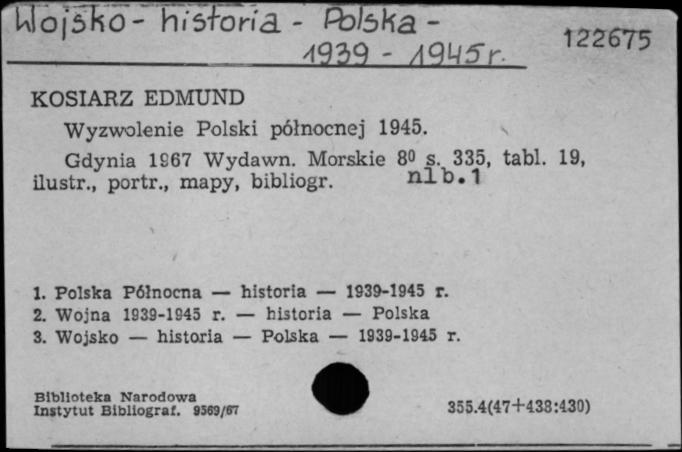 Wojsko - historia - Polska -
1939 - 1945 r.
122675
KOSIARZ EDMUND
Wyzwolenie Polski północnej 1945.
Gdynia 1967 Wydawn. Morskie 8⁰ s. 335, tabl. 19,
ilustr., portr., mapy, bibliogr. nlb. 1
1. Polska Północna — historia — 1939-1945 r.
2. Wojna 1939-1945 r. — historia — Polska
3. Wojsko — historia — Polska — 1939-1945 r.
Biblioteka Narodowa
Instytut Bibliograf. 9569/67
355.4(47+438:430)